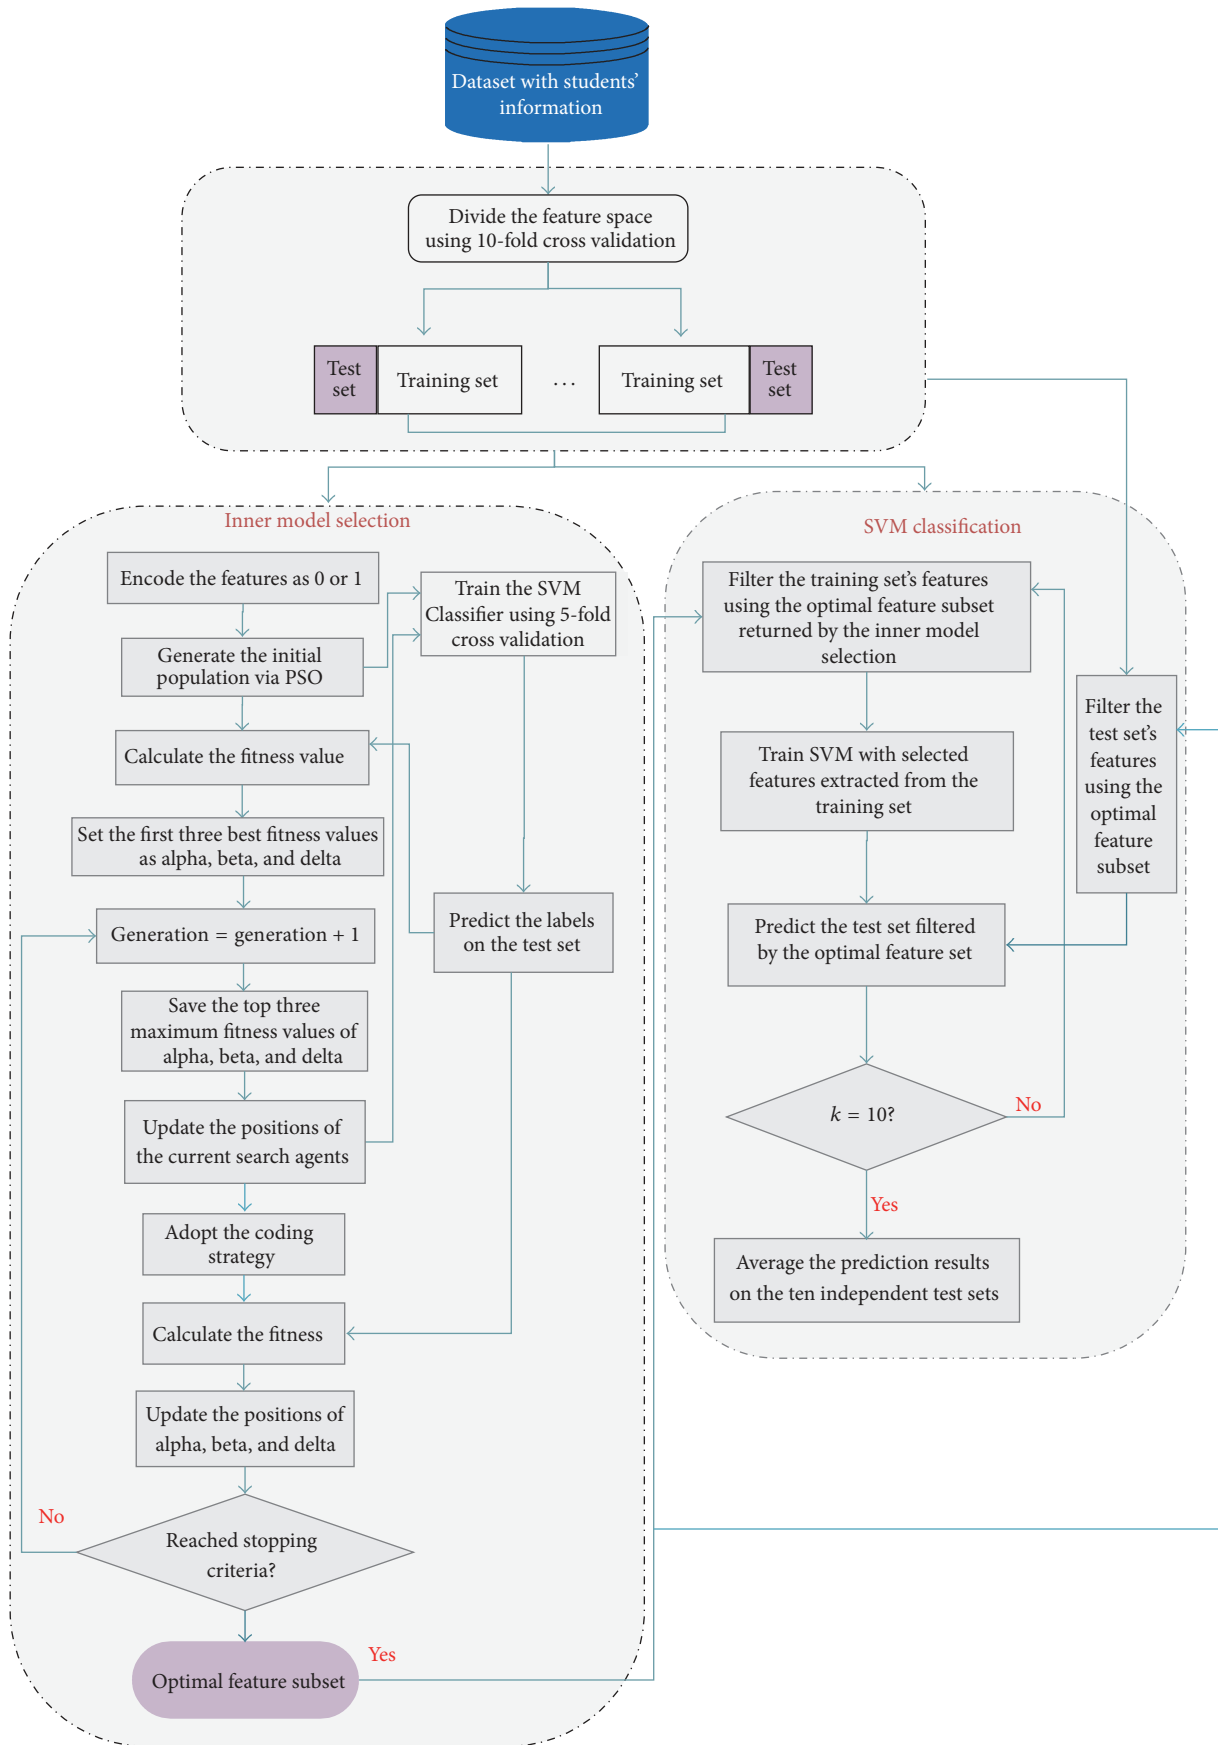 Dataset with students'
information
Divide the feature space
using 10-fold cross validation
Test
set
Training set
...
Training set
Test
set
Inner model selection
Encode the features as 0 or 1
Generate the initial
population via PSO
Calculate the fitness value
Set the first three best fitness values
as alpha, beta, and delta
Generation = generation + 1
Save the top three
maximum fitness values of
alpha, beta, and delta
Update the positions of
the current search agents
Adopt the coding
strategy
Calculate the fitness
Update the positions of
alpha, beta, and delta
Reached stopping
criteria?
No
Optimal feature subset
Yes
Train the SVM
Classifier using 5-fold
cross validation
Predict the labels
on the test set
SVM classification
Filter the training set's features
using the optimal feature subset
returned by the inner model
selection
Train SVM with selected
features extracted from the
training set
Predict the test set filtered
by the optimal feature set
k = 10?
No
Yes
Average the prediction results
on the ten independent test sets
Filter the
test set's
features
using the
optimal
feature
subset